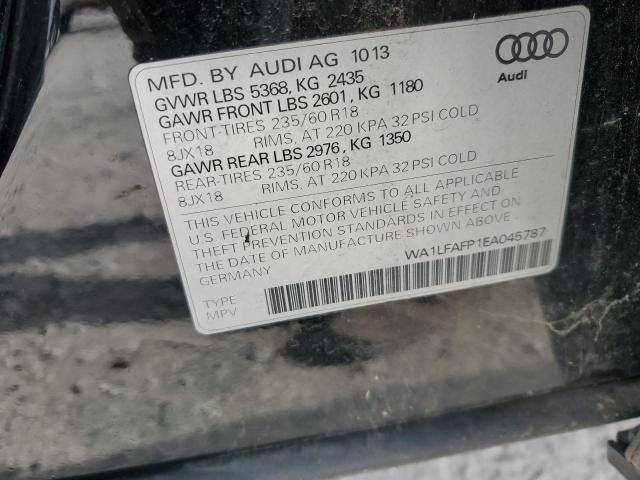 MFD. BY AUDI AG 1013
GVWR LBS 5368, KG 2435
GAWR FRONT LBS 2601, KG 1180
FRONT-TIRES 235/60 R18
8JX18 RIMS. AT 220 KPA 32 PSI COLD
GAWR REAR LBS 2976, KG 1350
REAR-TIRES 235/60 R18
8JX18 RIMS. AT 220 KPA 32 PSI COLD
THIS VEHICLE CONFORMS TO ALL APPLICABLE
U.S. FEDERAL MOTOR VEHICLE SAFETY AND
THEFT PREVENTION STANDARDS IN EFFECT ON
THE DATE OF MANUFACTURE SHOWN ABOVE.
GERMANY
WA1LFAFP1EA045787
TYPE
MPV
Audi